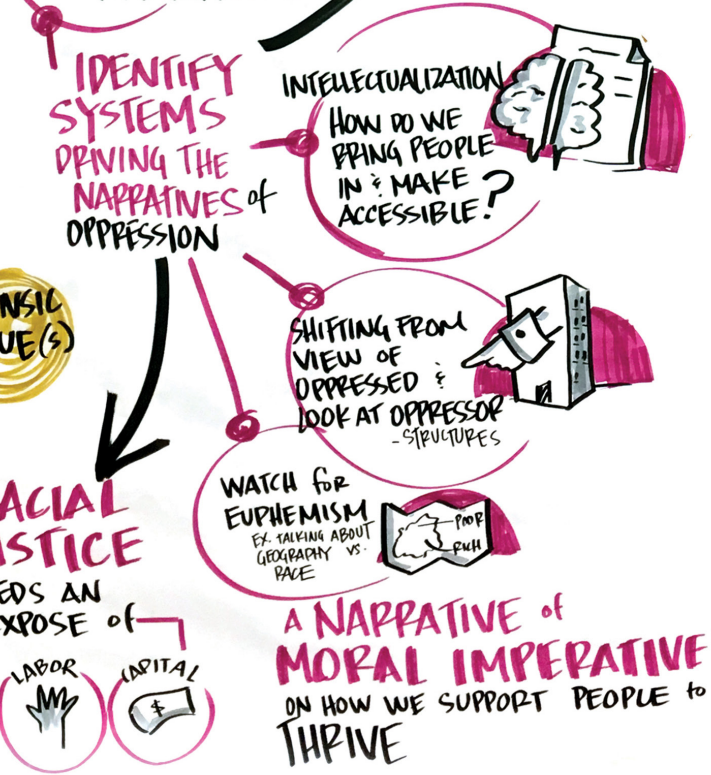 IDENTIFY
SYSTEMS
DRIVING THE
NARRATIVES of
OPPRESSION
INTELLECTUALIZATION
HOW DO WE
BRING PEOPLE
IN & MAKE
ACCESSIBLE?
SHIFTING FROM
VIEW OF
OPPRESSED &
LOOK AT OPPRESSOR
- STRUCTURES
WATCH for
EUPHEMISM
EX. TALKING ABOUT
GEOGRAPHY VS.
RACE
POOR
RICH
NSIC
UE(S)
ACIAL
STICE
EDS AN
XPOSE of
LABOR
CAPITAL
$
A NARRATIVE of
MORAL IMPERATIVE
ON HOW WE SUPPORT PEOPLE to
THRIVE